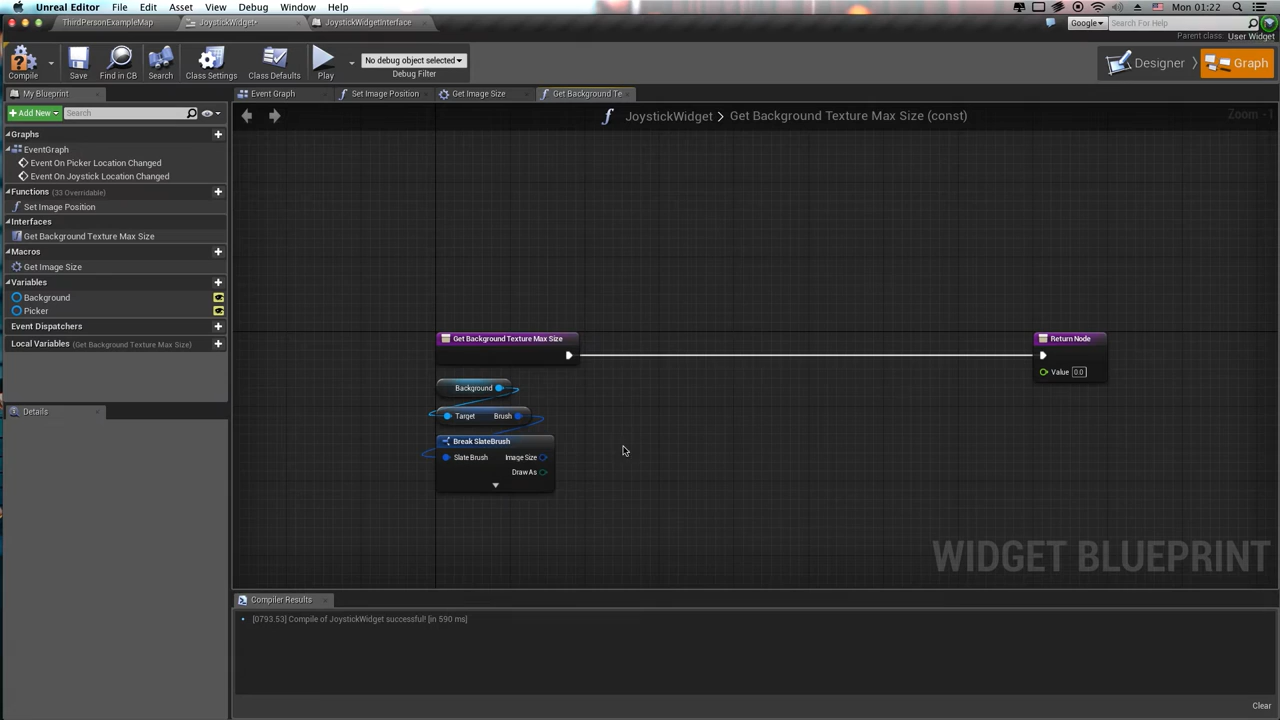 Unreal Editor File Edit Asset View Debug Window Help Mon 01:22
ThirdPersonExampleMap JoystickWidget* JoystickWidgetInterface Google Search For Help
Parent class: User Widget
Compile Save Find in CB Search Class Settings Class Defaults Play No debug object selected Debug Filter Designer Graph
My Blueprint Event Graph Set Image Position Get Image Size Get Background Te
Add New Search JoystickWidget > Get Background Texture Max Size (const) Zoom -1
Graphs
EventGraph
Event On Picker Location Changed
Event On Joystick Location Changed
Functions (33 Overridable)
Set Image Position
Interfaces
Get Background Texture Max Size
Macros
Get Image Size
Variables
Background
Picker
Event Dispatchers
Local Variables (Get Background Texture Max Size)
Details
Get Background Texture Max Size
Background
Target Brush
Break SlateBrush
Slate Brush Image Size
Draw As
Return Node
Value 0.0
WIDGET BLUEPRINT
Compiler Results
[0793.53] Compile of JoystickWidget successful! [in 590 ms]
Clear